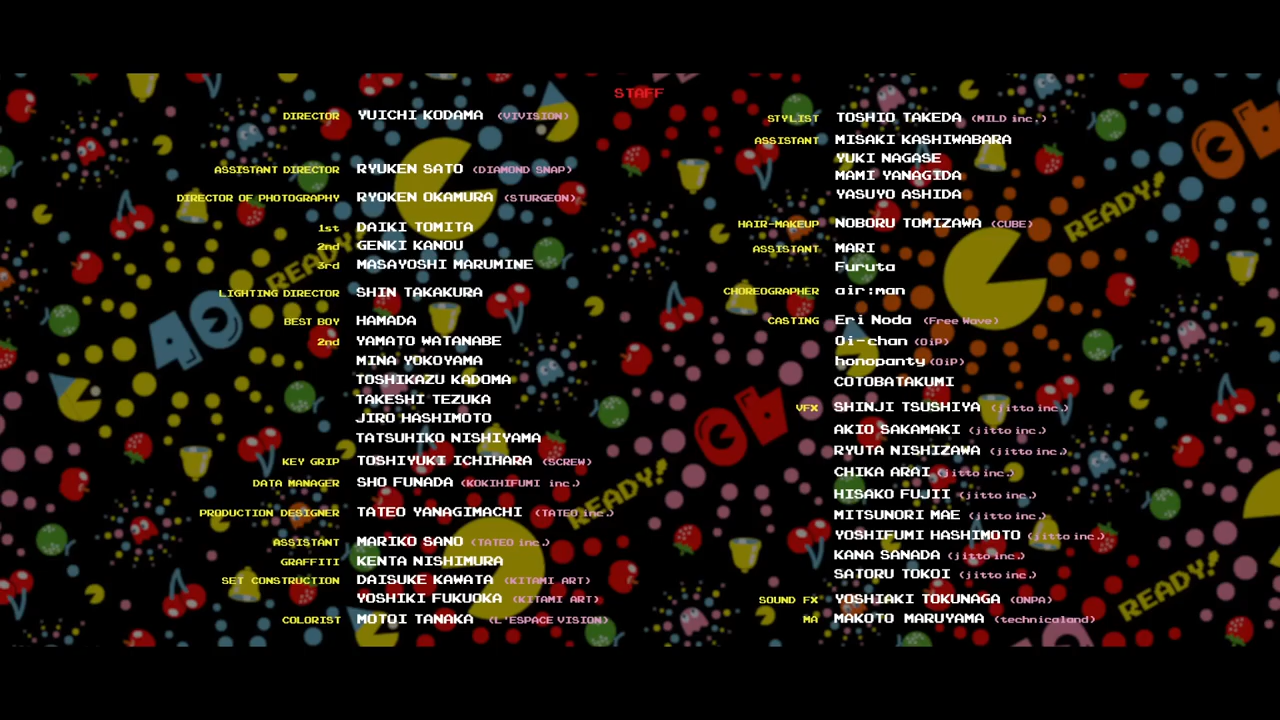 STAFF
DIRECTOR YUICHI KODAMA (VIVISION)
ASSISTANT DIRECTOR RYUKEN SATO (DIAMOND SNAP)
DIRECTOR OF PHOTOGRAPHY RYOKEN OKAMURA (STURGEON)
1st DAIKI TOMITA
2nd GENKI KANOU
3rd MASAYOSHI MARUMINE
LIGHTING DIRECTOR SHIN TAKAKURA
BEST BOY HAMADA
2nd YAMATO WATANABE
MINA YOKOYAMA
TOSHIKAZU KADOMA
TAKESHI TEZUKA
JIRO HASHIMOTO
TATSUHIKO NISHIYAMA
KEY GRIP TOSHIYUKI ICHIHARA (SCREW)
DATA MANAGER SHO FUNADA (KOKIHIFUMI inc.)
PRODUCTION DESIGNER TATEO YANAGIMACHI (TATEO inc.)
ASSISTANT MARIKO SANO (TATEO inc.)
GRAFFITI KENTA NISHIMURA
SET CONSTRUCTION DAISUKE KAWATA (KITAMI ART)
YOSHIKI FUKUOKA (KITAMI ART)
COLORIST MOTOI TANAKA (L'ESPACE VISION)
STYLIST TOSHIO TAKEDA (MILD inc.)
ASSISTANT MISAKI KASHIWABARA
YUKI NAGASE
MAMI YANAGIDA
YASUYO ASHIDA
HAIR-MAKEUP NOBORU TOMIZAWA (CUBE)
ASSISTANT MARI
Furuta
CHOREOGRAPHER air:man
CASTING Eri Noda (Free Wave)
Oi-chan (OiP)
honopanty (OiP)
COTOBATAKUMI
VFX SHINJI TSUSHIYA (jitto inc.)
AKIO SAKAMAKI (jitto inc.)
RYUTA NISHIZAWA (jitto inc.)
CHIKA ARAI (jitto inc.)
HISAKO FUJII (jitto inc.)
MITSUNORI MAE (jitto inc.)
YOSHIFUMI HASHIMOTO (jitto inc.)
KANA SANADA (jitto inc.)
SATORU TOKOI (jitto inc.)
SOUND FX YOSHIAKI TOKUNAGA (ONPA)
MA MAKOTO MARUYAMA (technicaland)
READY!
40
READY!
READY!
READY!